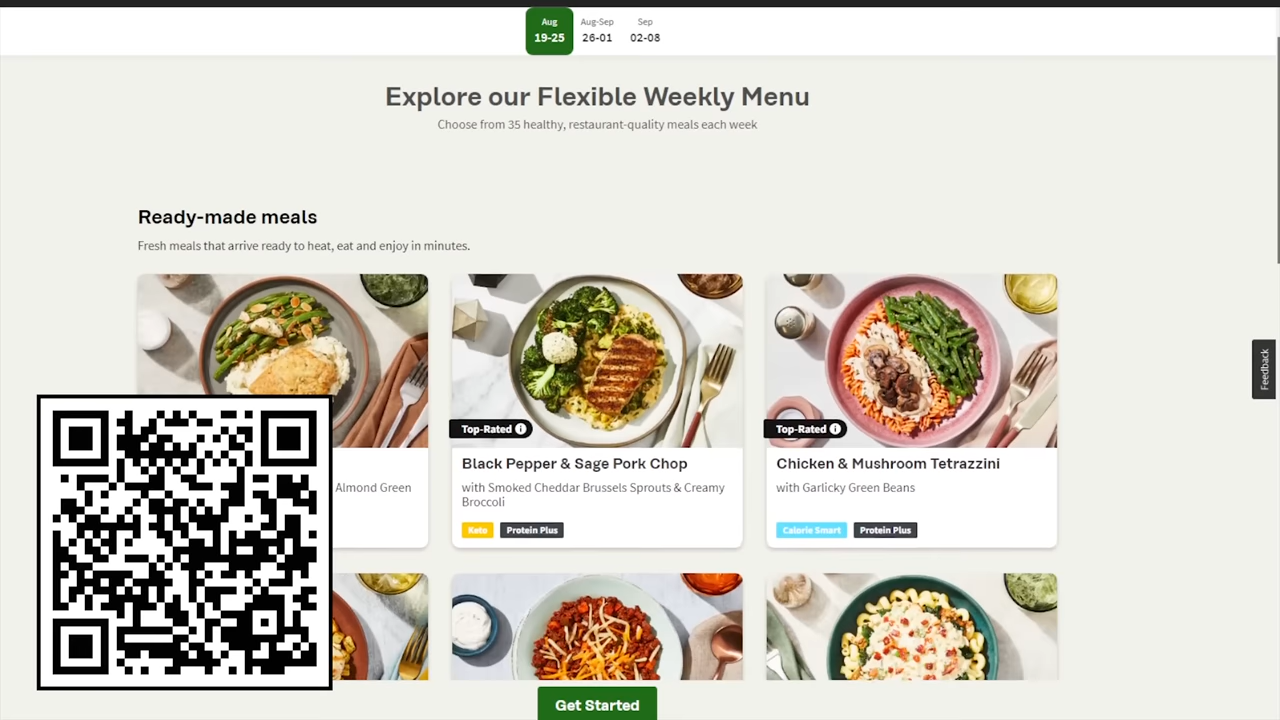 Aug
19-25
Aug-Sep
26-01
Sep
02-08
Explore our Flexible Weekly Menu
Choose from 35 healthy, restaurant-quality meals each week
Ready-made meals
Fresh meals that arrive ready to heat, eat and enjoy in minutes.
Feedback
Top-Rated
Top-Rated
Almond Green
Black Pepper & Sage Pork Chop
with Smoked Cheddar Brussels Sprouts & Creamy
Broccoli
Keto
Protein Plus
Chicken & Mushroom Tetrazzini
with Garlicky Green Beans
Calorie Smart
Protein Plus
Get Started